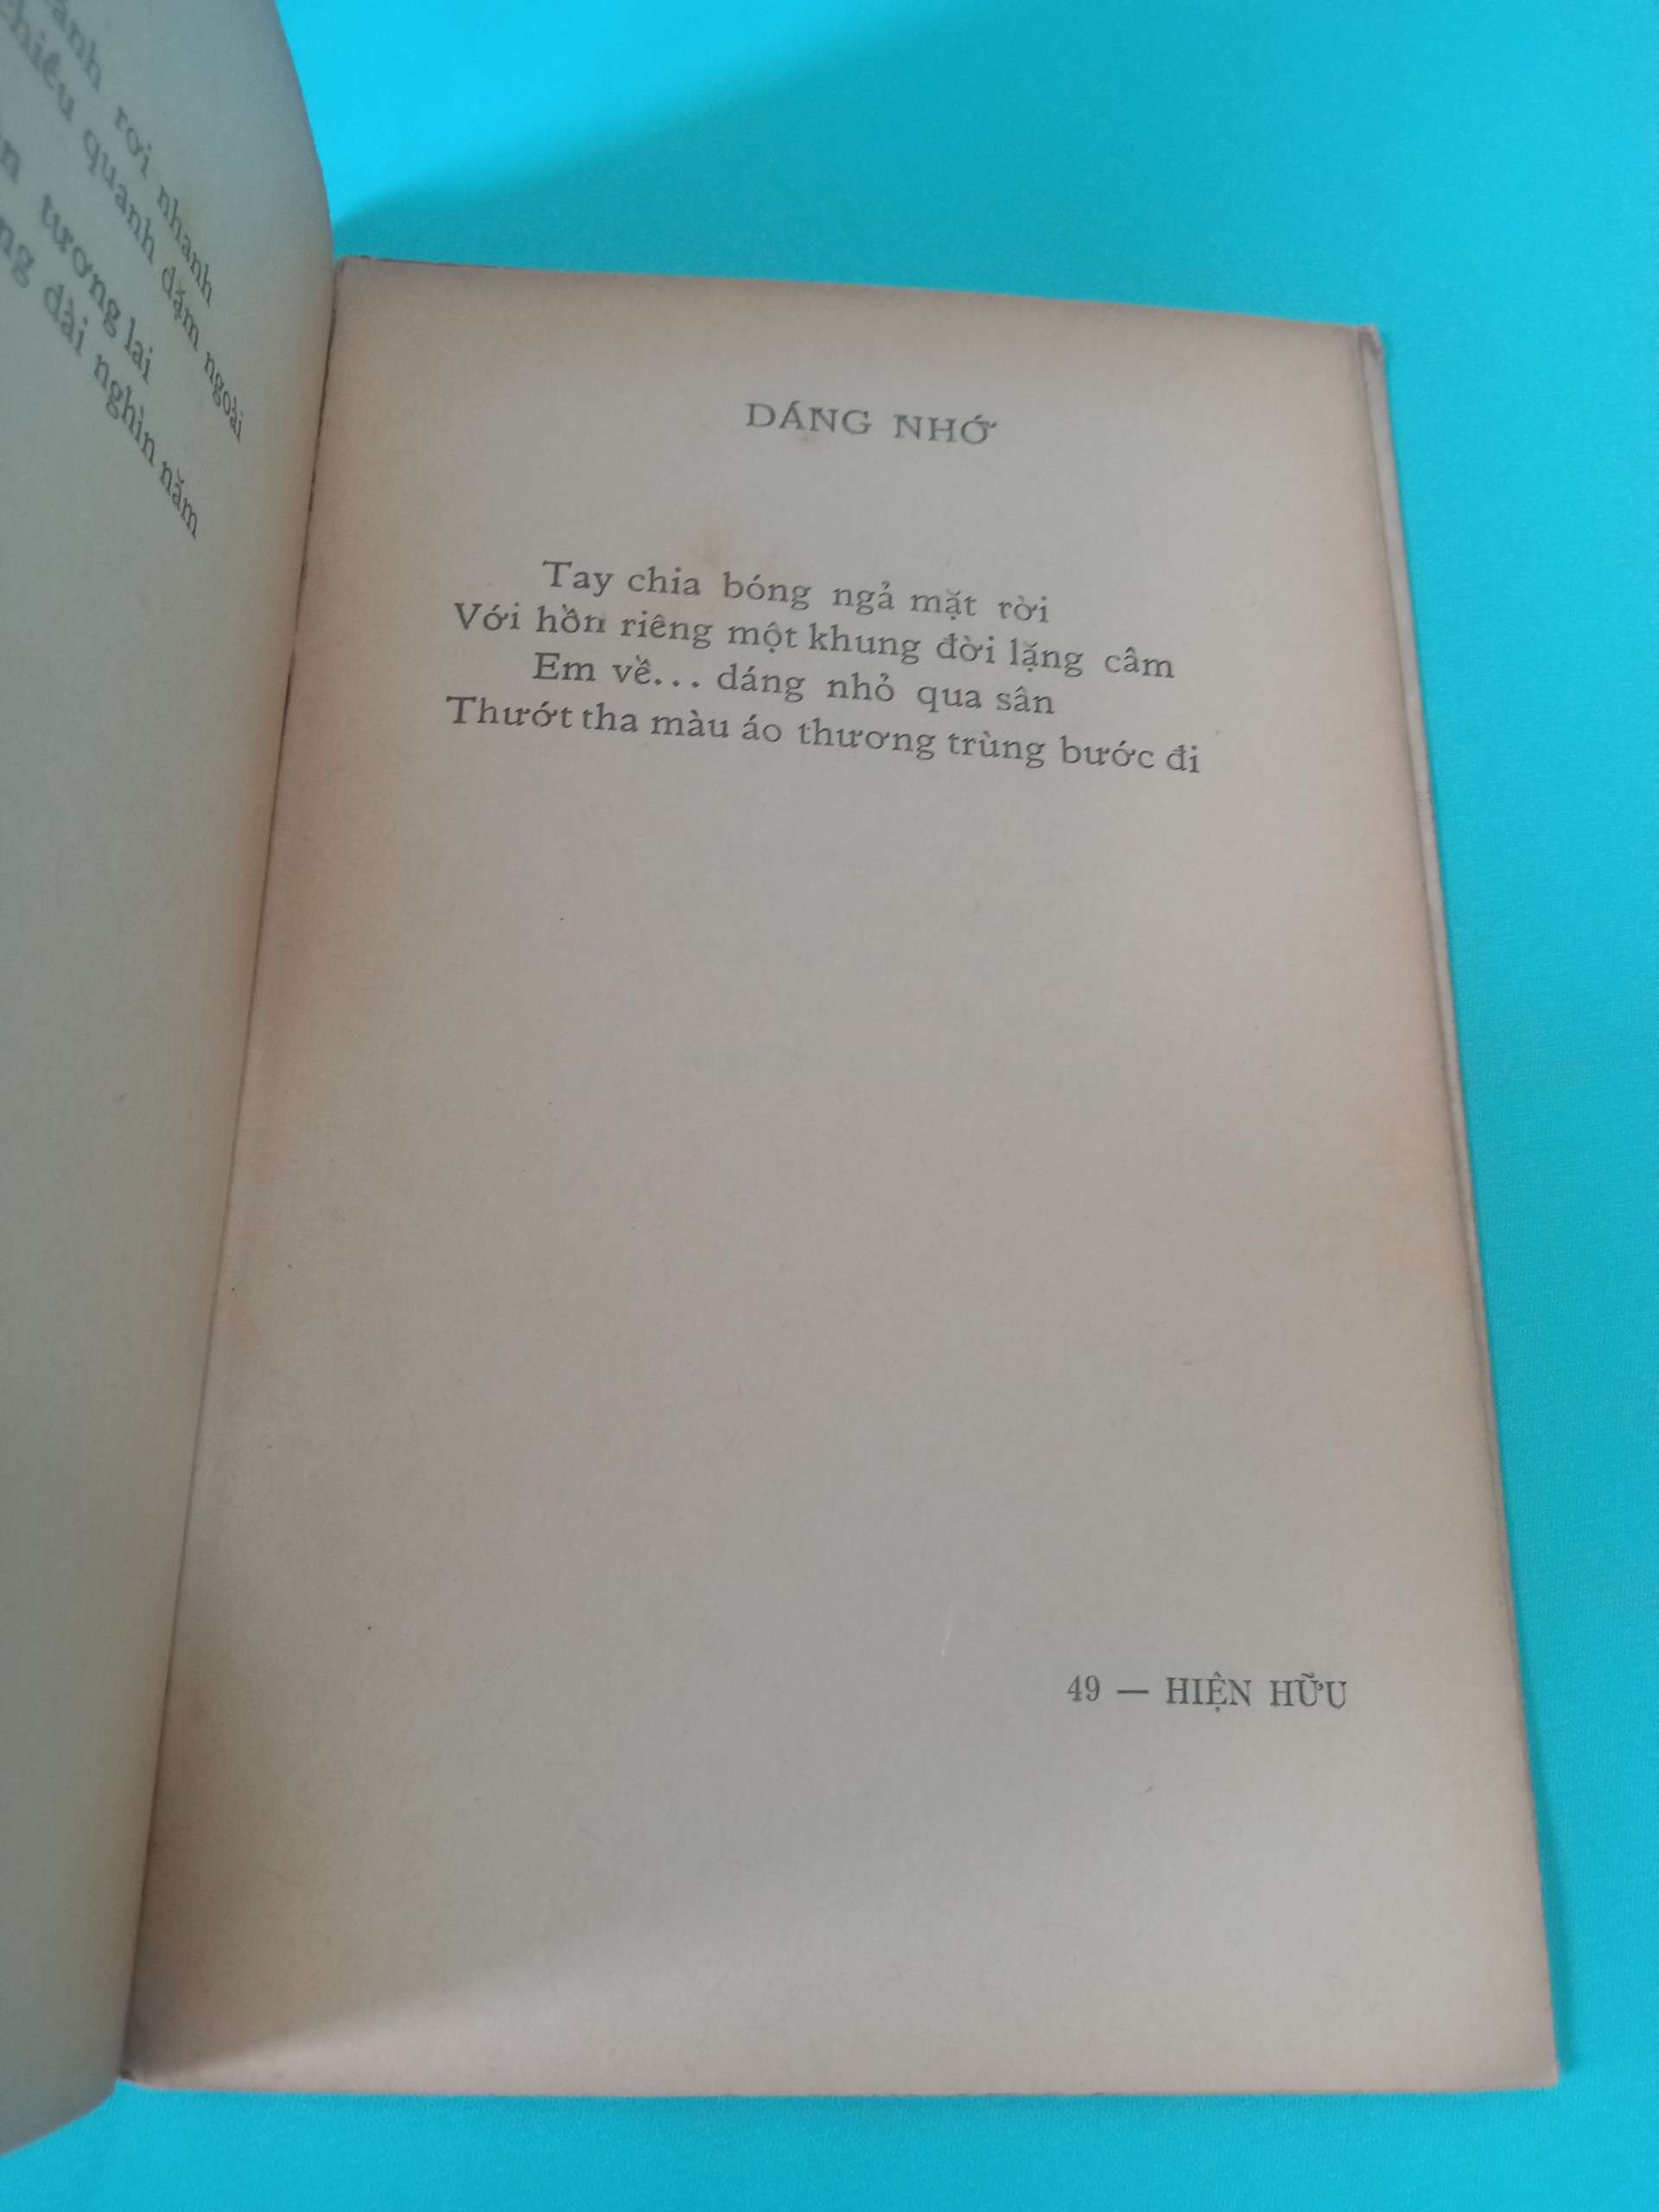 rơi nhanh
quanh dặm ngoài
tương lai
dài nghìn năm
DÁNG NHỚ
Tay chia bóng ngả mặt rời
Với hồn riêng một khung đời lặng câm
Em về... dáng nhỏ qua sân
Thướt tha màu áo thương trùng bước đi
49 — HIỆN HỮU